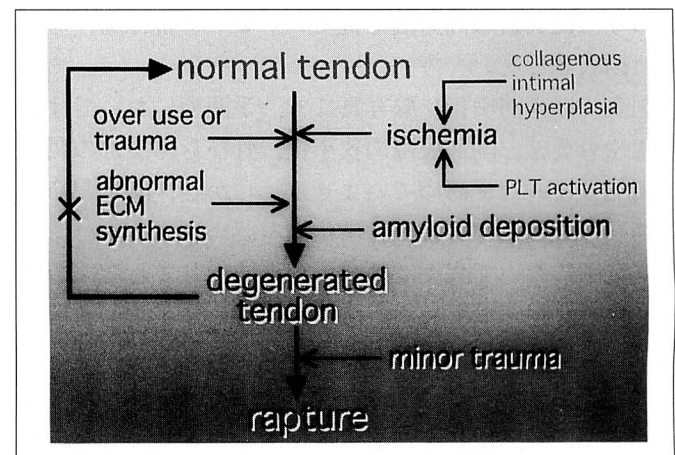 normal tendon
collagenous
intimal
hyperplasia
over use or
trauma
ischemia
abnormal
ECM
synthesis
PLT activation
amyloid deposition
degenerated
tendon
minor trauma
rapture